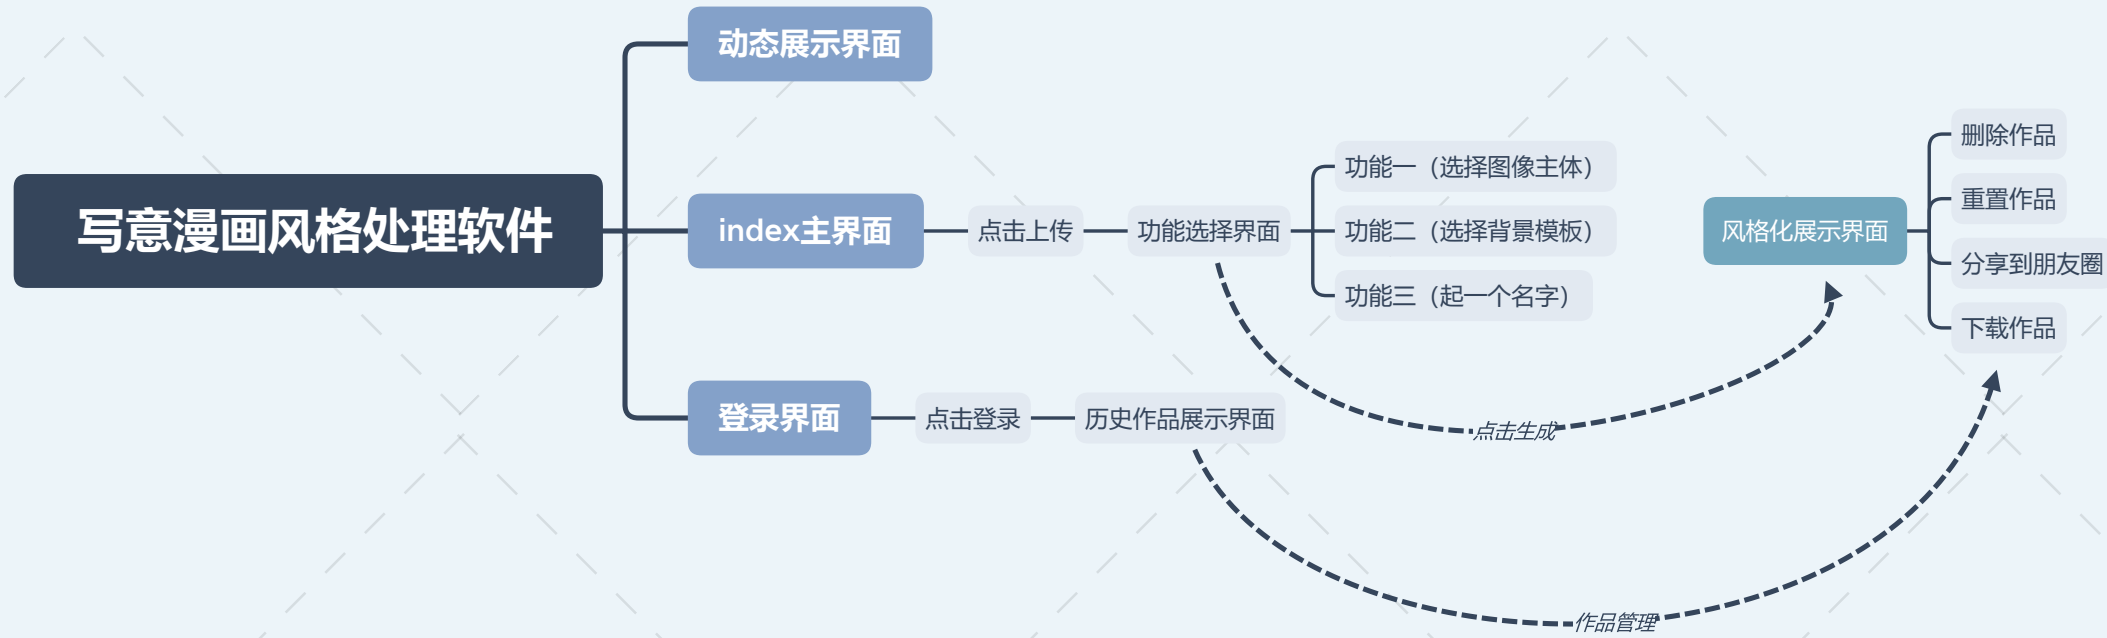 写意漫画风格处理软件
动态展示界面
index主界面
点击上传
功能选择界面
功能一（选择图像主体）
功能二（选择背景模板）
功能三（起一个名字）
登录界面
点击登录
历史作品展示界面
点击生成
作品管理
风格化展示界面
删除作品
重置作品
分享到朋友圈
下载作品